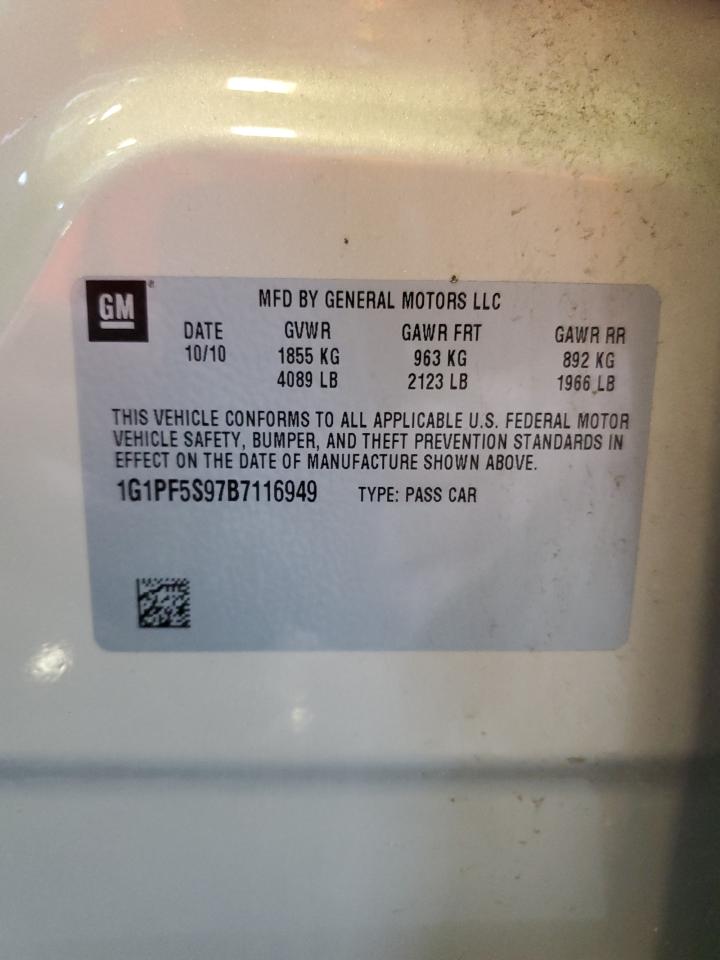 GM
MFD BY GENERAL MOTORS LLC
DATE GVWR GAWR FRT GAWR RR
10/10 1855 KG 963 KG 892 KG
4089 LB 2123 LB 1966 LB
THIS VEHICLE CONFORMS TO ALL APPLICABLE U.S. FEDERAL MOTOR
VEHICLE SAFETY, BUMPER, AND THEFT PREVENTION STANDARDS IN
EFFECT ON THE DATE OF MANUFACTURE SHOWN ABOVE.
1G1PF5S97B7116949 TYPE: PASS CAR